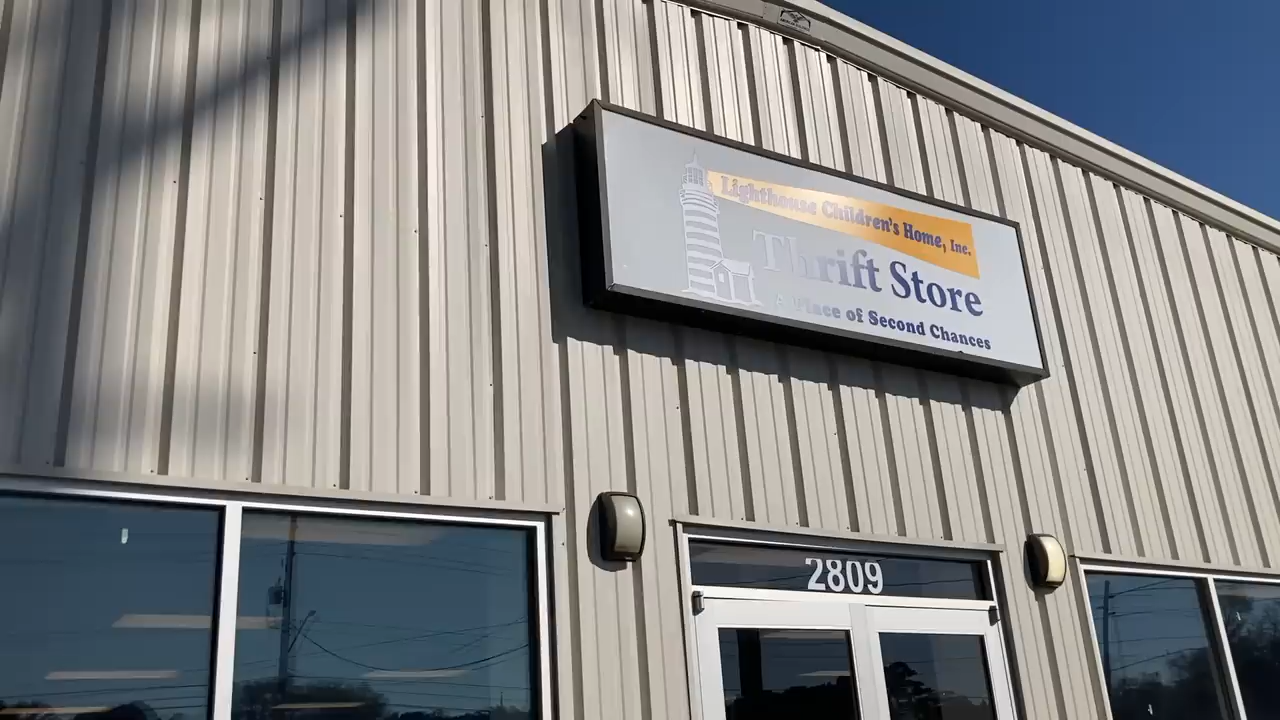 Lighthouse Children's Home, Inc.
Thrift Store
A Place of Second Chances
2809